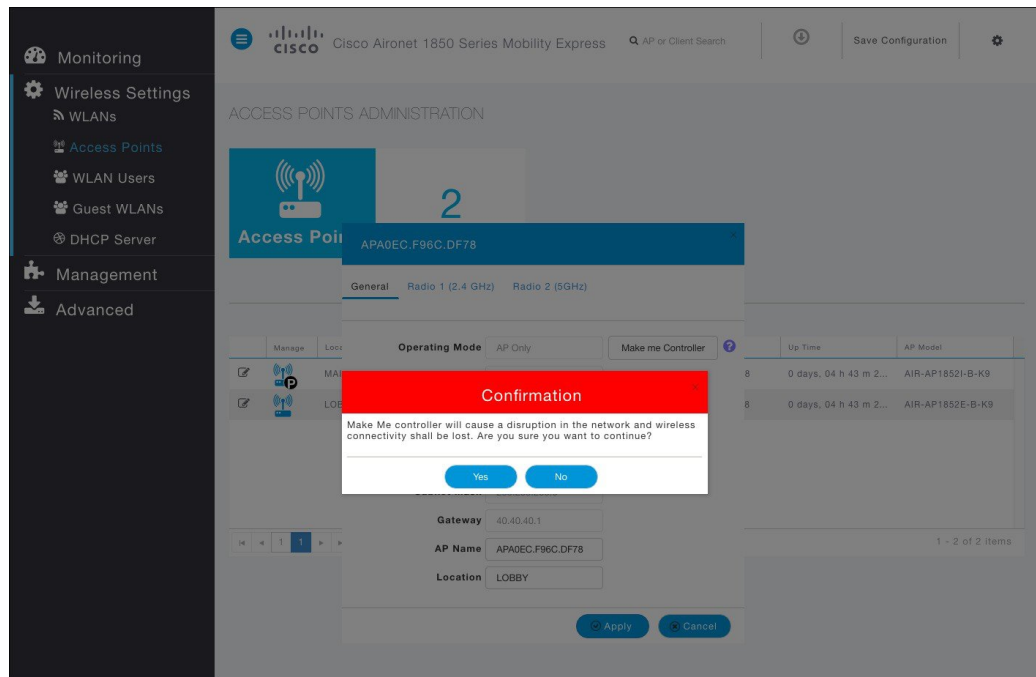 Monitoring
Wireless Settings
WLANs
Access Points
WLAN Users
Guest WLANs
DHCP Server
Management
Advanced
CISCO Cisco Aironet 1850 Series Mobility Express
AP or Client Search
Save Configuration
ACCESS POINTS ADMINISTRATION
Access Poi
2
APA0EC.F96C.DF78
General Radio 1 (2.4 GHz) Radio 2 (5GHz)
Operating Mode AP Only Make me Controller ?
Manage Loca Up Time AP Model
P MAI 8 0 days, 04 h 43 m 2... AIR-AP1852I-B-K9
LOB 8 0 days, 04 h 43 m 2... AIR-AP1852E-B-K9
Confirmation
Make Me controller will cause a disruption in the network and wireless
connectivity shall be lost. Are you sure you want to continue?
Yes No
Gateway 40.40.40.1
1 1 1 - 2 of 2 items
AP Name APA0EC.F96C.DF78
Location LOBBY
Apply Cancel